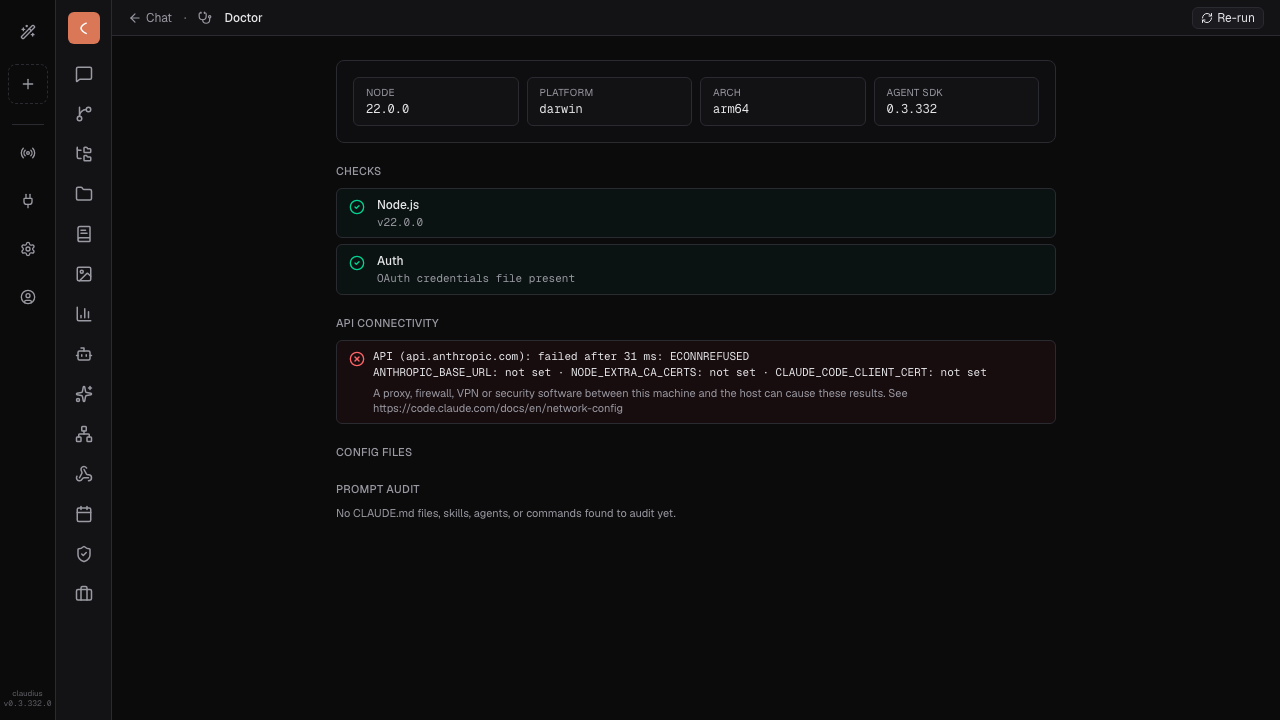 Chat
·
Doctor
Re-run
NODE
22.0.0
PLATFORM
darwin
ARCH
arm64
AGENT SDK
0.3.332
CHECKS
Node.js
v22.0.0
Auth
OAuth credentials file present
API CONNECTIVITY
API (api.anthropic.com): failed after 31 ms: ECONNREFUSED
ANTHROPIC_BASE_URL: not set · NODE_EXTRA_CA_CERTS: not set · CLAUDE_CODE_CLIENT_CERT: not set
A proxy, firewall, VPN or security software between this machine and the host can cause these results. See
https://code.claude.com/docs/en/network-config
CONFIG FILES
PROMPT AUDIT
No CLAUDE.md files, skills, agents, or commands found to audit yet.
claudius
v0.3.332.0